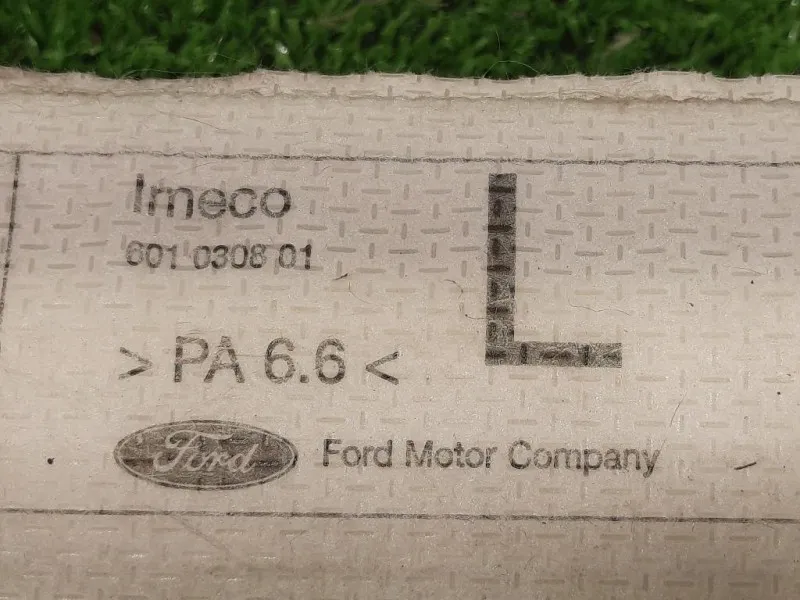 Imeco
601 0308 01
L
> PA 6.6 <
Ford Ford Motor Company